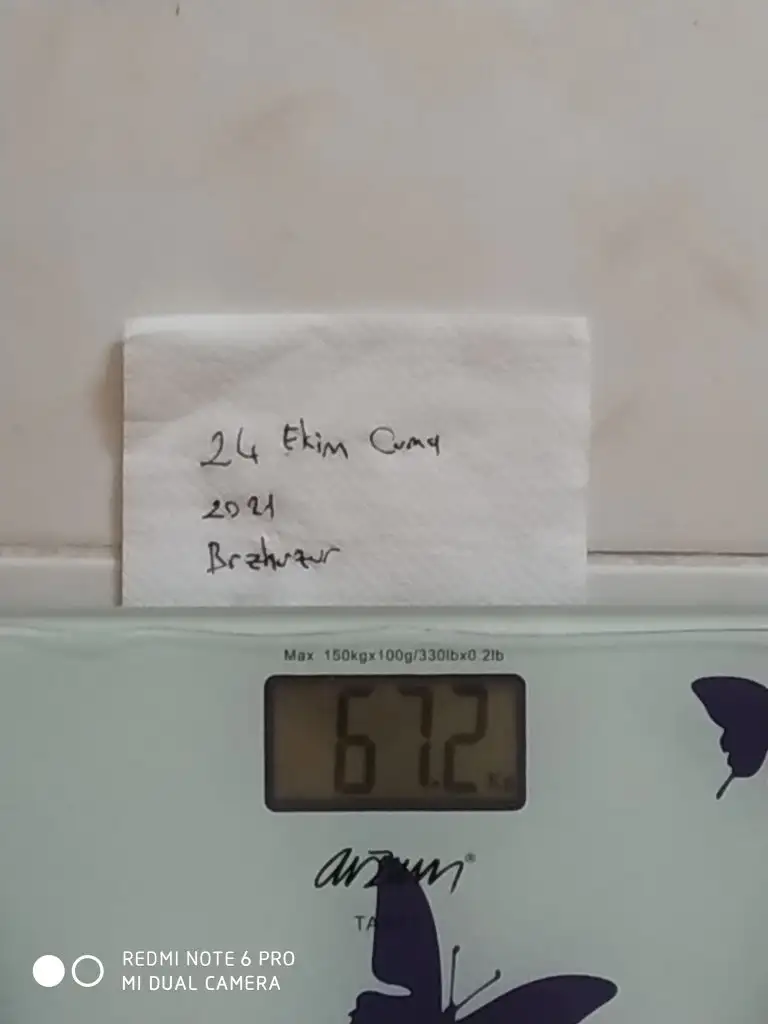 24 Ekim Cuma
2021
Brzhuzur
Max 150kgx100g/330lbx0.2lb
67.2 Kg
arzum®
REDMI NOTE 6 PRO
MI DUAL CAMERA